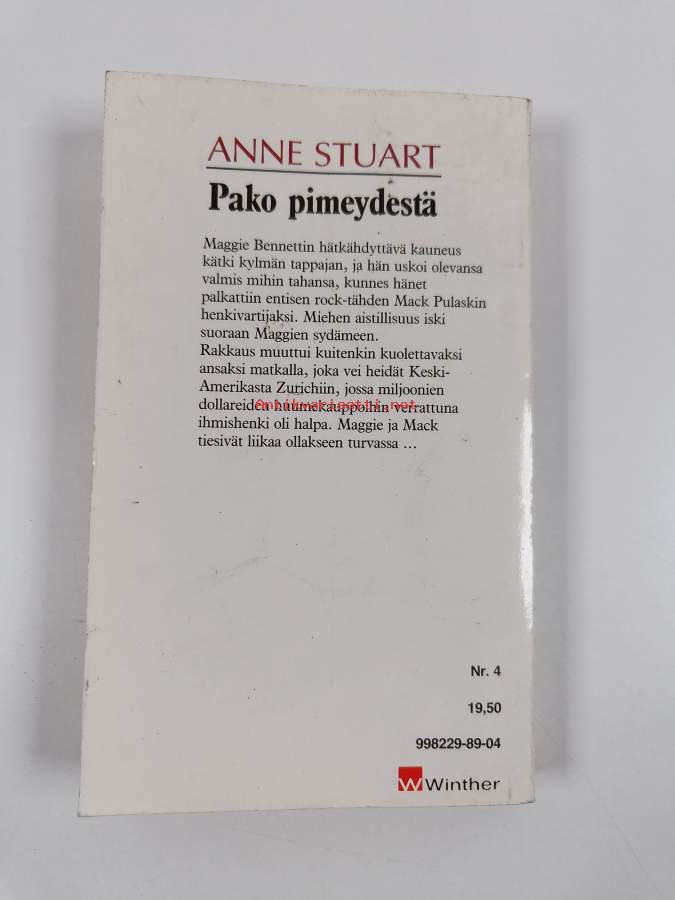 ANNE STUART
Pako pimeydestä
Maggie Bennettin hätkähdyttävä kauneus
kätki kylmän tappajan, ja hän uskoi olevansa
valmis mihin tahansa, kunnes hänet
palkattiin entisen rock-tähden Mack Pulaskin
henkivartijaksi. Miehen aistillisuus iski
suoraan Maggien sydämeen.
Rakkaus muuttui kuitenkin kuolettavaksi
ansaksi matkalla, joka vei heidät Keski-
Amerikasta Zurichiin, jossa miljoonien
dollareiden huumekauppoihin verrattuna
Antikvariaatti.net
ihmishenki oli halpa. Maggie ja Mack
tiesivät liikaa ollakseen turvassa ...
Nr. 4
19,50
998229-89-04
W Winther